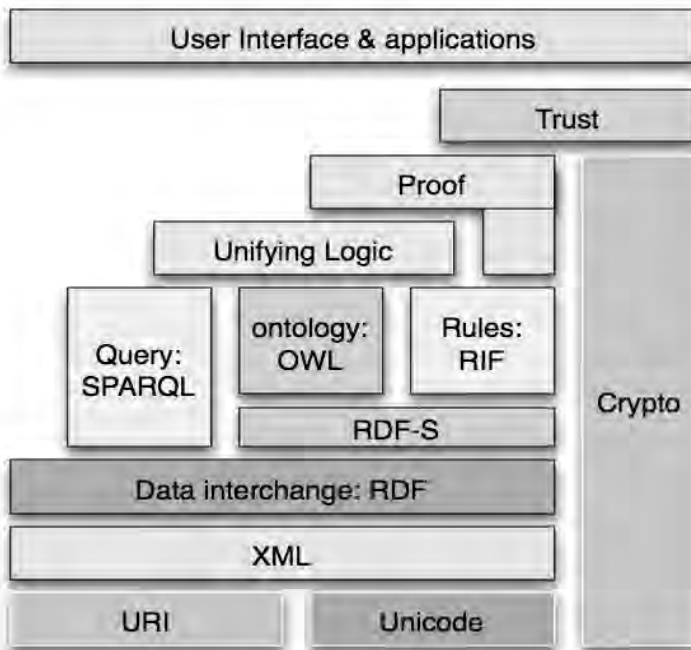 User Interface & applications
Trust
Proof
Unifying Logic
Query:
SPARQL
ontology:
OWL
Rules:
RIF
Crypto
RDF-S
Data interchange: RDF
XML
URI
Unicode